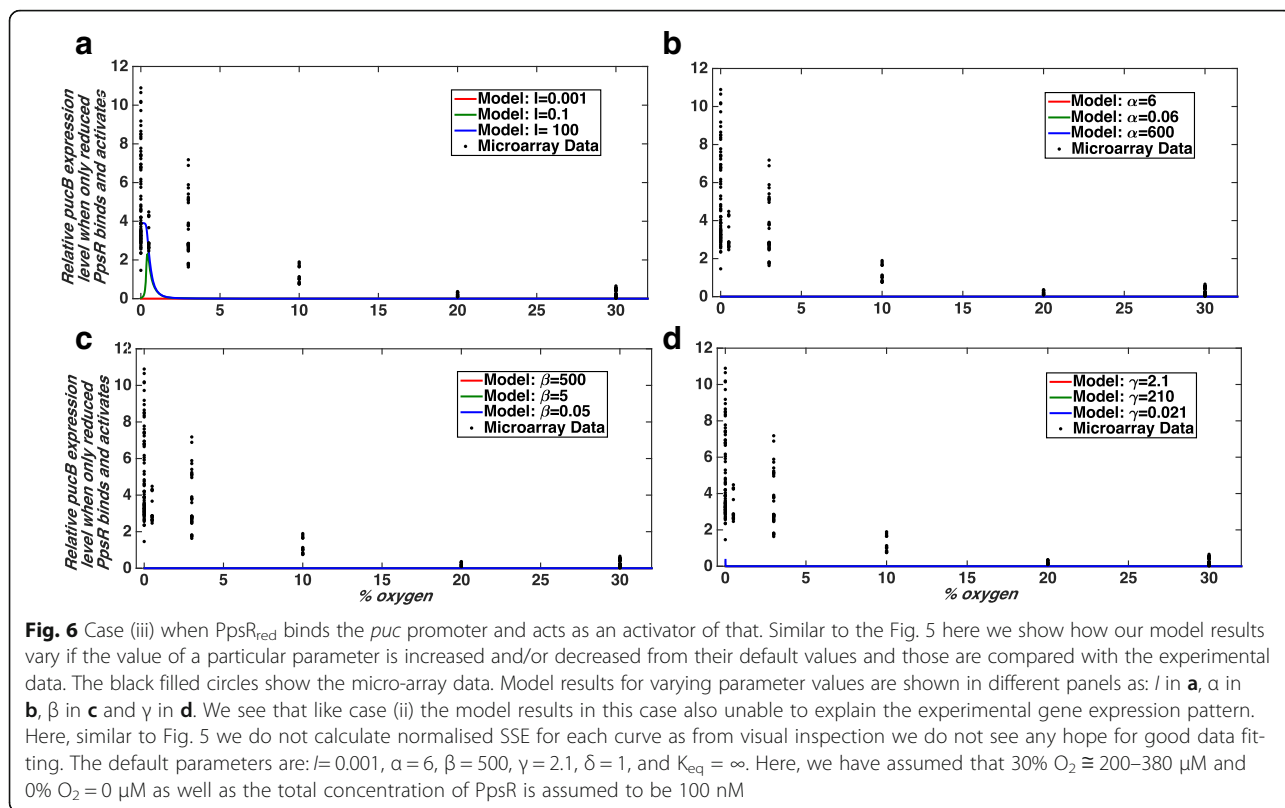 a
Relative pucB expression
level when only reduced
PpsR binds and activates
12
10
8
6
4
2
0
0 5 10 15 20 25 30
Model: I=0.001
Model: I=0.1
Model: I= 100
Microarray Data
b
12
10
8
6
4
2
0
0 5 10 15 20 25 30
Model: α=6
Model: α=0.06
Model: α=600
Microarray Data
c
Relative pucB expression
level when only reduced
PpsR binds and activates
12
10
8
6
4
2
0
0 5 10 15 20 25 30
Model: β=500
Model: β=5
Model: β=0.05
Microarray Data
d
12
10
8
6
4
2
0
0 5 10 15 20 25 30
Model: γ=2.1
Model: γ=210
Model: γ=0.021
Microarray Data
% oxygen
Fig. 6 Case (iii) when PpsRred binds the puc promoter and acts as an activator of that. Similar to the Fig. 5 here we show how our model results
vary if the value of a particular parameter is increased and/or decreased from their default values and those are compared with the experimental
data. The black filled circles show the micro-array data. Model results for varying parameter values are shown in different panels as: I in a, α in
b, β in c and γ in d. We see that like case (ii) the model results in this case also unable to explain the experimental gene expression pattern.
Here, similar to Fig. 5 we do not calculate normalised SSE for each curve as from visual inspection we do not see any hope for good data fit-
ting. The default parameters are: I= 0.001, α = 6, β = 500, γ = 2.1, δ = 1, and Keq = ∞. Here, we have assumed that 30% O2 ≅ 200–380 μM and
0% O2 = 0 μM as well as the total concentration of PpsR is assumed to be 100 nM